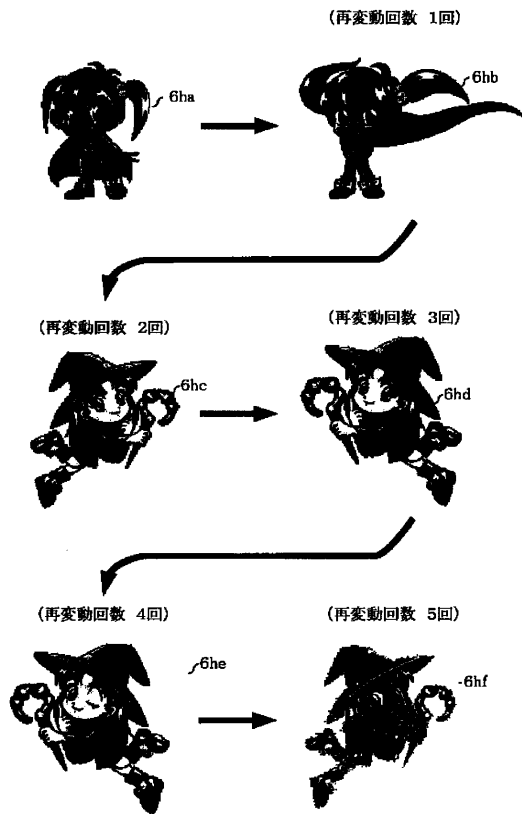 (再変動回数 1回)
6ha
6hb
(再変動回数 2回)
(再変動回数 3回)
6hc
6hd
(再変動回数 4回)
(再変動回数 5回)
6he
6hf